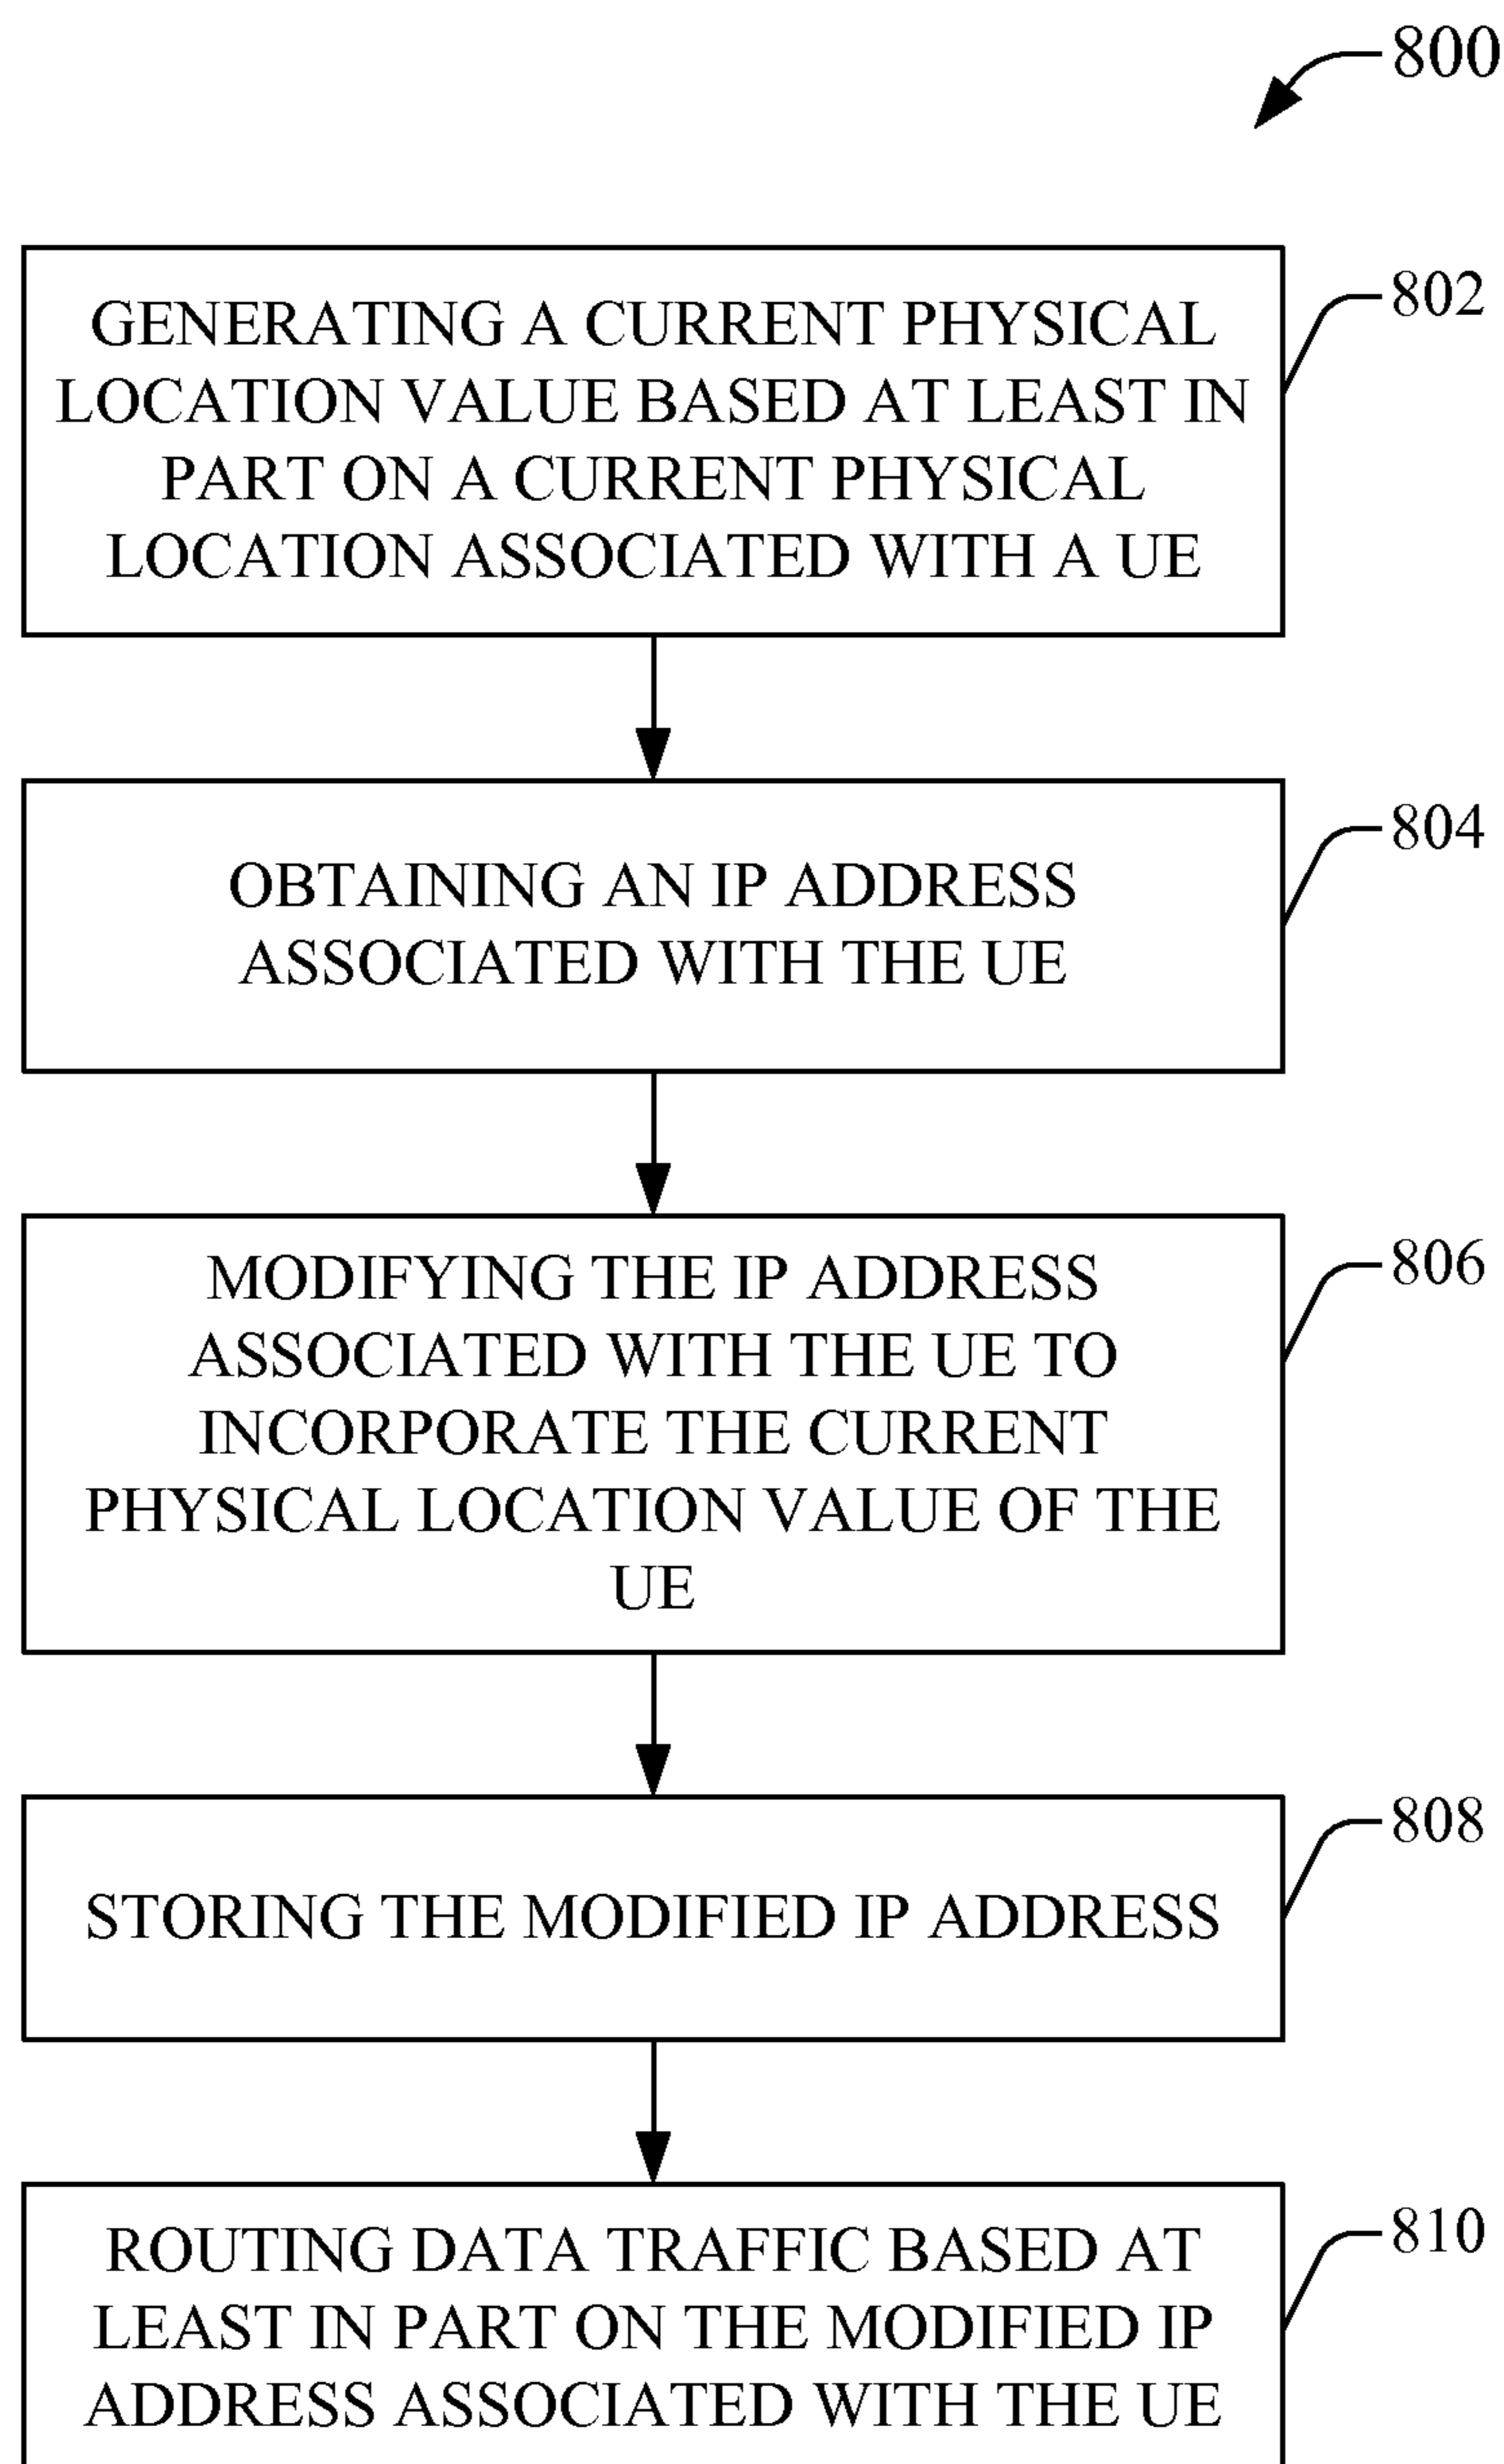 800
GENERATING A CURRENT PHYSICAL
LOCATION VALUE BASED AT LEAST IN
PART ON A CURRENT PHYSICAL
LOCATION ASSOCIATED WITH A UE
802
OBTAINING AN IP ADDRESS
ASSOCIATED WITH THE UE
804
MODIFYING THE IP ADDRESS
ASSOCIATED WITH THE UE TO
INCORPORATE THE CURRENT
PHYSICAL LOCATION VALUE OF THE
UE
806
STORING THE MODIFIED IP ADDRESS
808
ROUTING DATA TRAFFIC BASED AT
LEAST IN PART ON THE MODIFIED IP
ADDRESS ASSOCIATED WITH THE UE
810